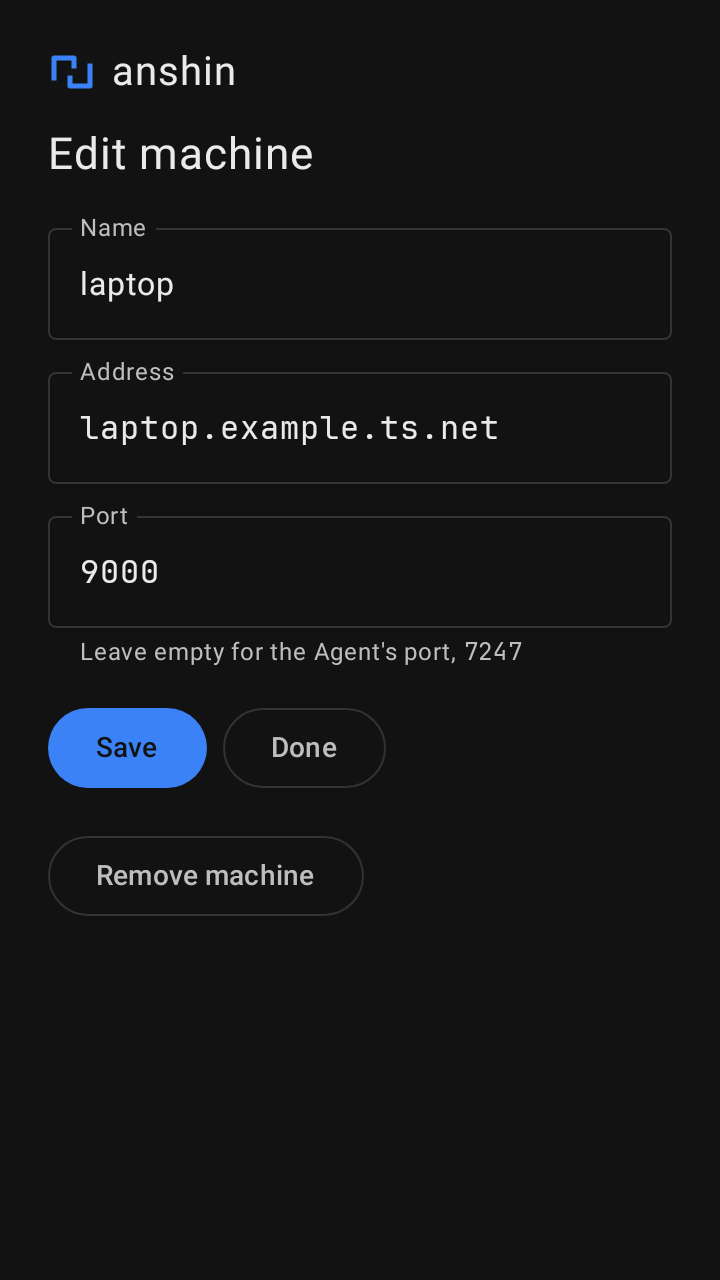 anshin
Edit machine
Name
laptop
Address
laptop.example.ts.net
Port
9000
Leave empty for the Agent's port, 7247
Save
Done
Remove machine